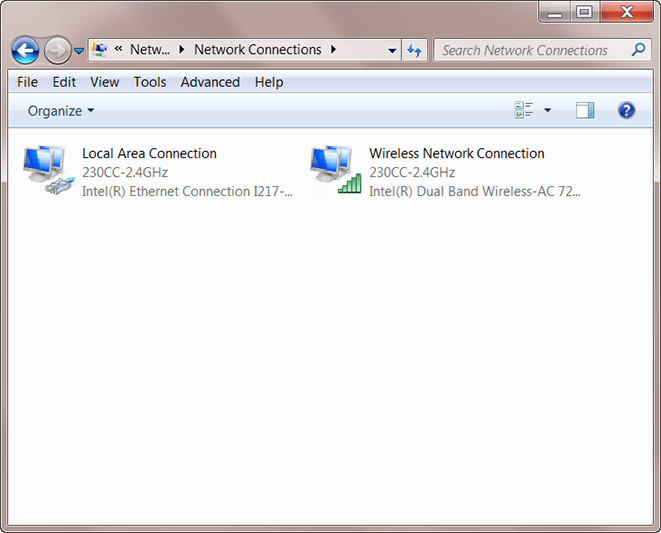 « Netw... Network Connections
Search Network Connections
File Edit View Tools Advanced Help
Organize
Local Area Connection
230CC-2.4GHz
Intel(R) Ethernet Connection I217-...
Wireless Network Connection
230CC-2.4GHz
Intel(R) Dual Band Wireless-AC 72...